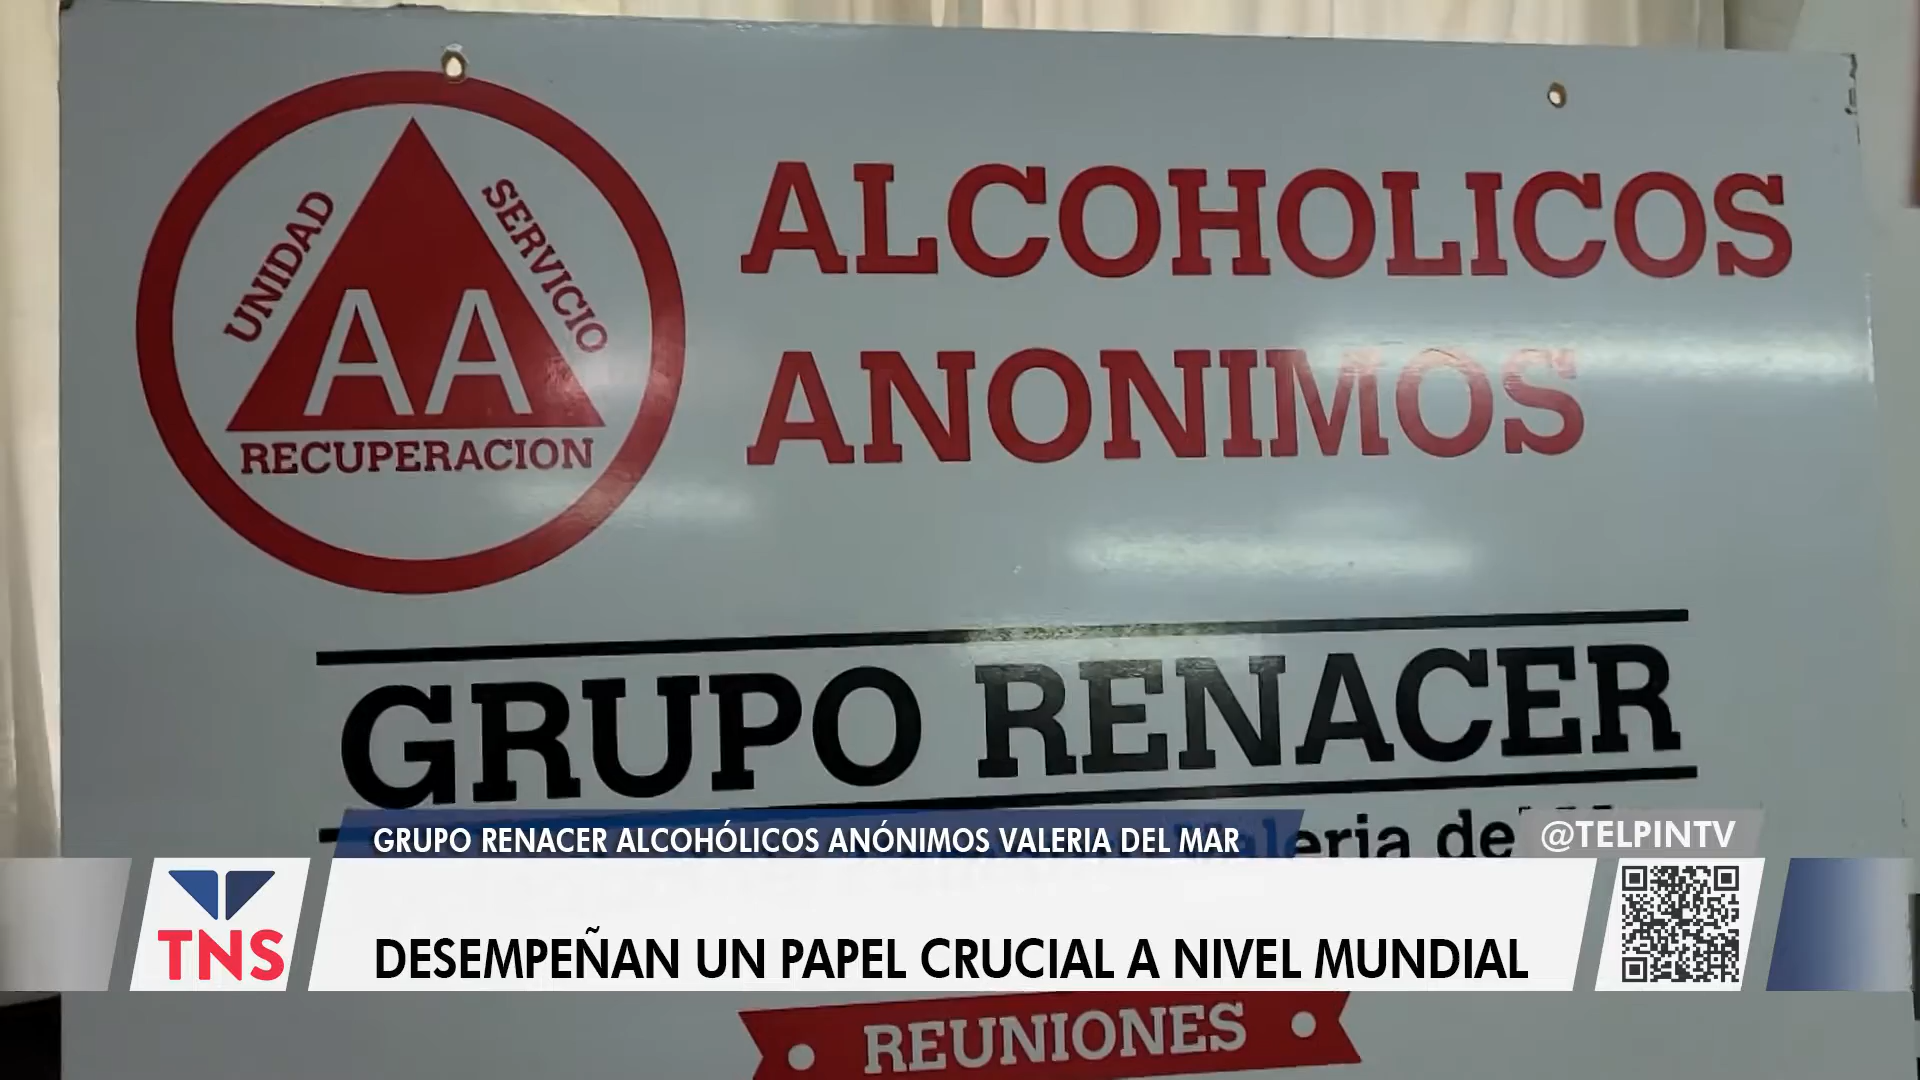 UNIDAD
SERVICIO
AA
RECUPERACION
ALCOHOLICOS
ANONIMOS
GRUPO RENACER
GRUPO RENACER ALCOHÓLICOS ANÓNIMOS VALERIA DEL MAR
@TELPINTV
TNS
DESEMPEÑAN UN PAPEL CRUCIAL A NIVEL MUNDIAL
REUNIONES